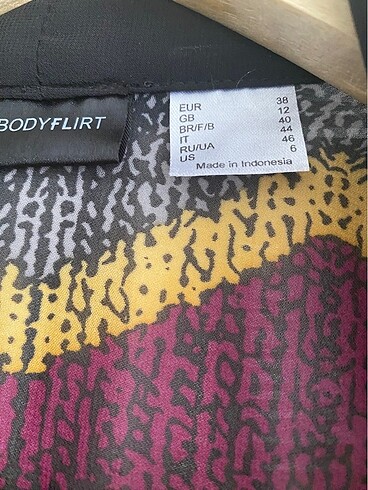 BODYFLIRT
EUR 38
GB 12
BR/F/B 40
IT 44
RU/UA 46
US 6
Made in Indonesia